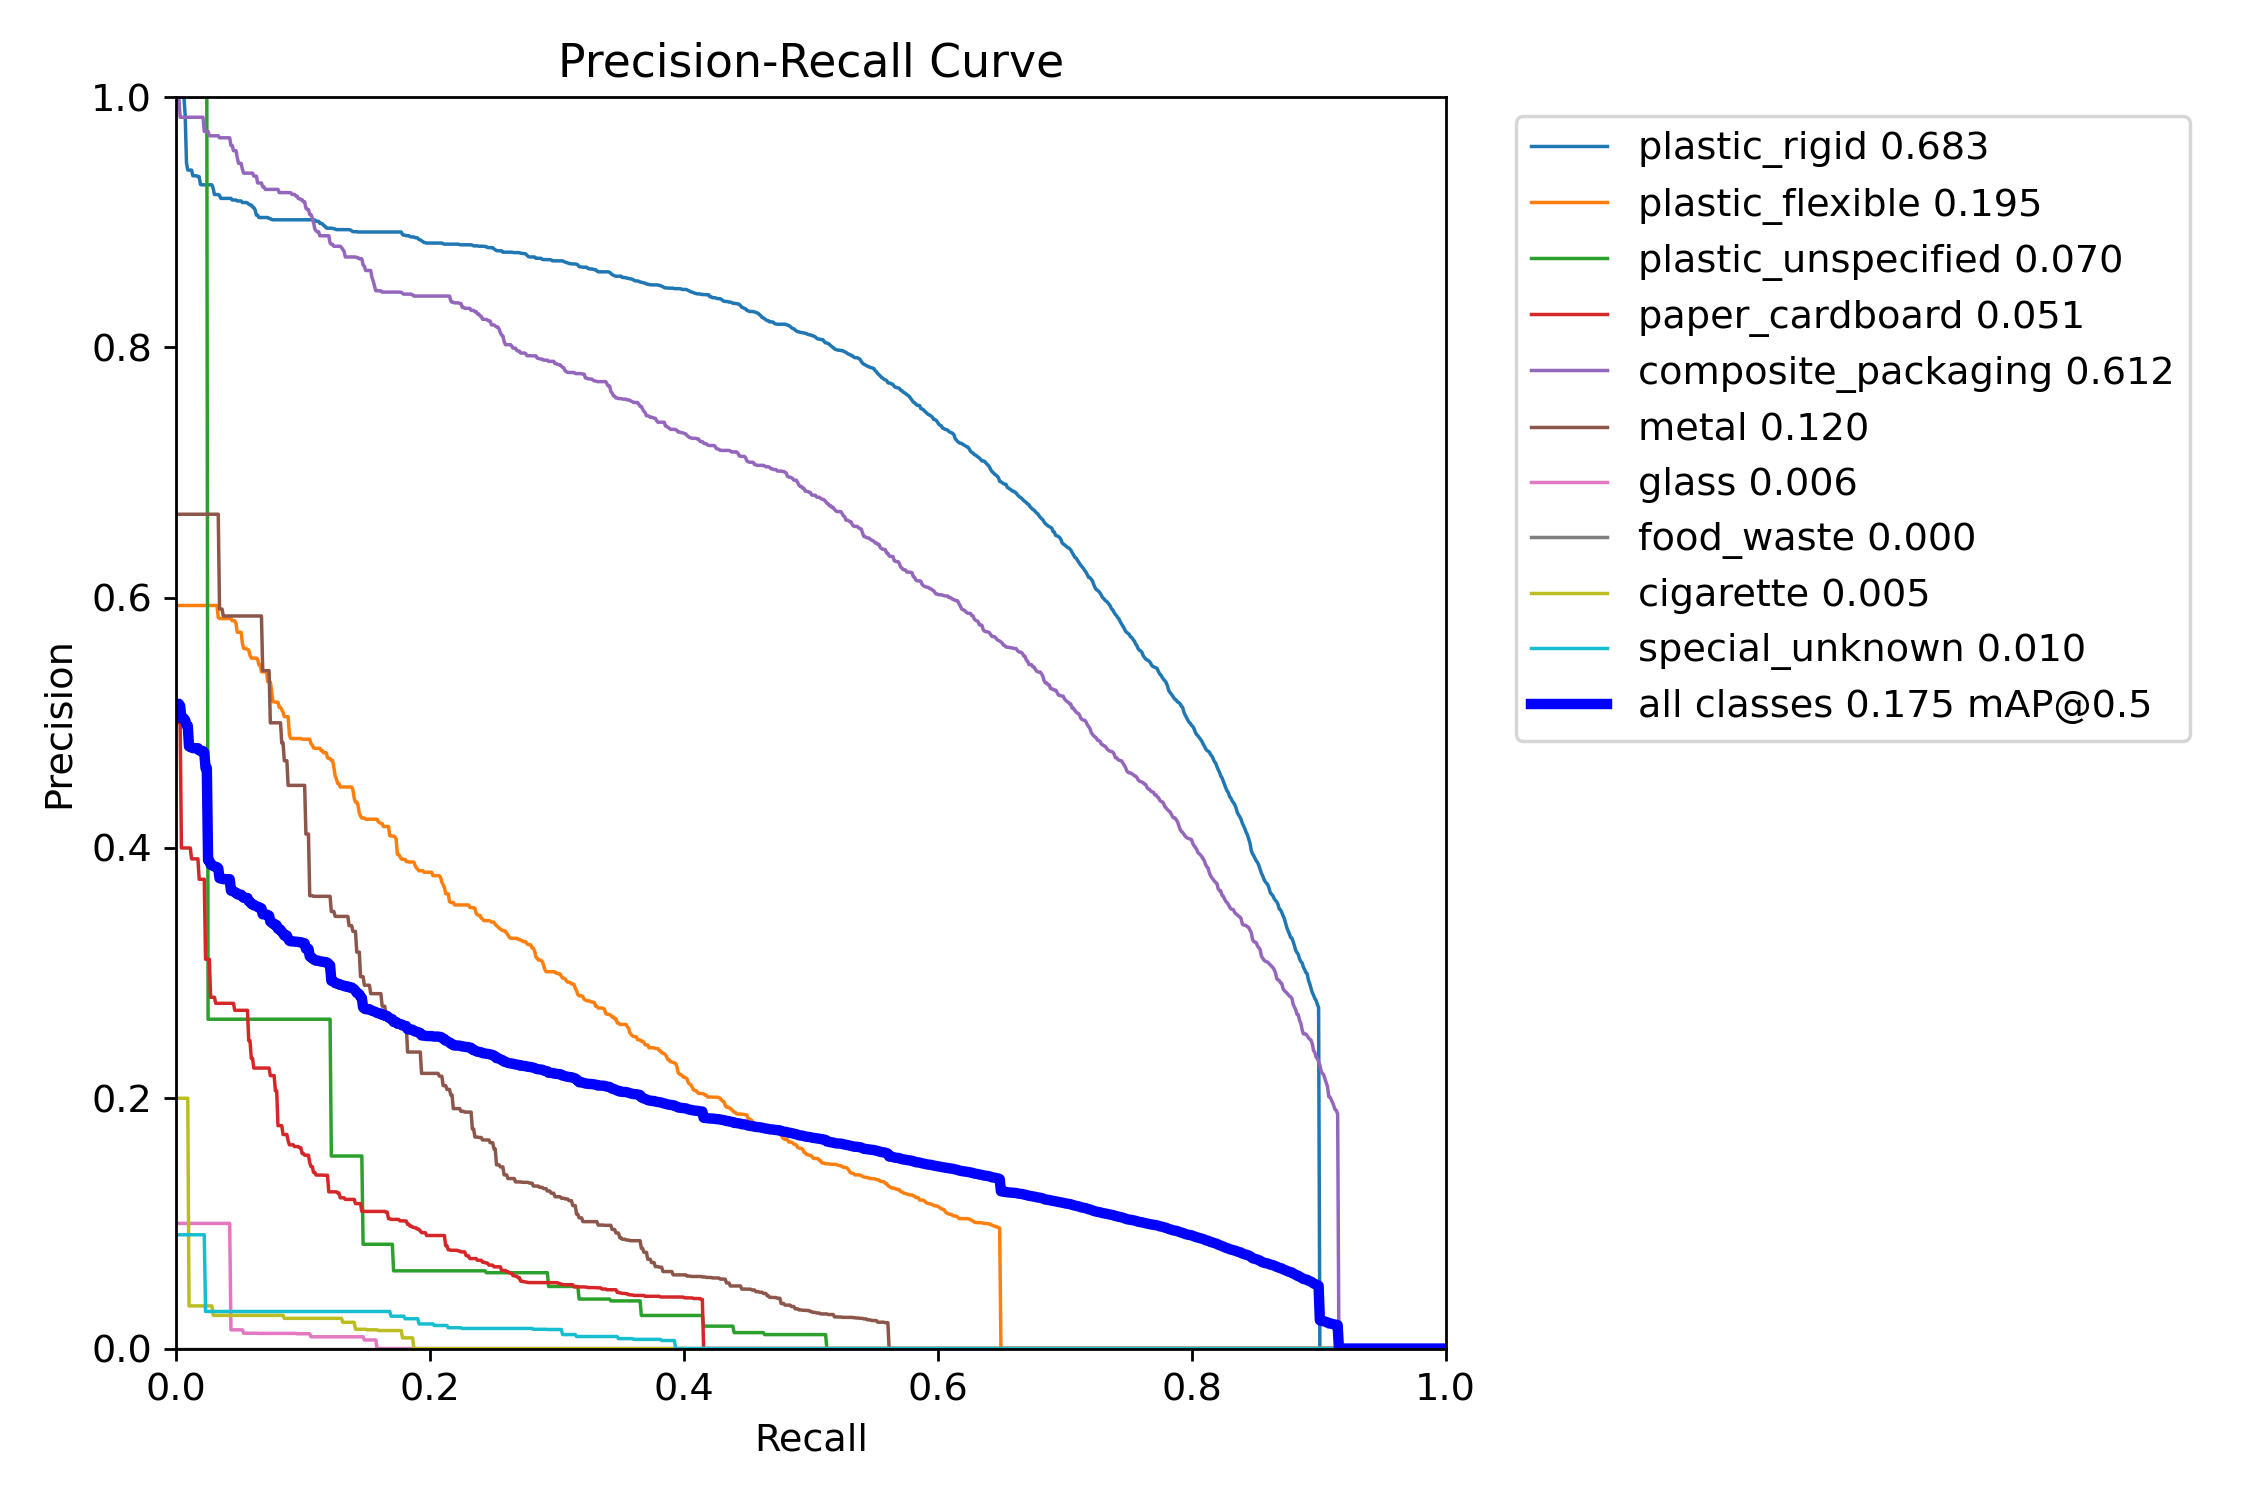 Precision-Recall Curve
1.0
0.8
0.6
0.4
0.2
0.0
Precision
0.0 0.2 0.4 0.6 0.8 1.0
Recall
plastic_rigid 0.683
plastic_flexible 0.195
plastic_unspecified 0.070
paper_cardboard 0.051
composite_packaging 0.612
metal 0.120
glass 0.006
food_waste 0.000
cigarette 0.005
special_unknown 0.010
all classes 0.175 mAP@0.5